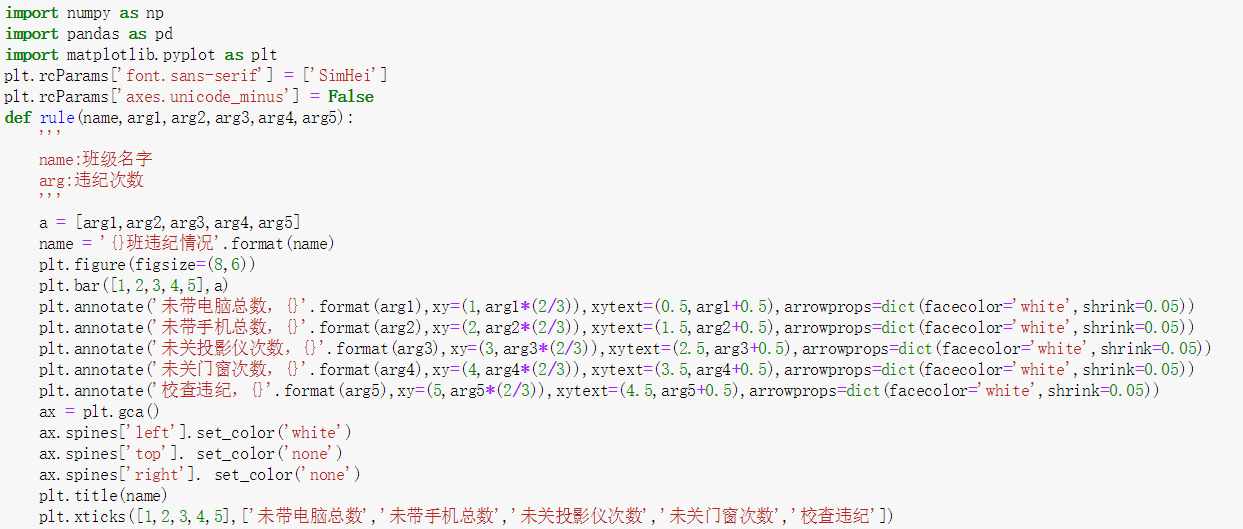 import numpy as np
import pandas as pd
import matplotlib.pyplot as plt
plt.rcParams['font.sans-serif'] = ['SimHei']
plt.rcParams['axes.unicode_minus'] = False
def rule(name,arg1,arg2,arg3,arg4,arg5):
    '''
    name:班级名字
    arg:违纪次数
    '''
    a = [arg1,arg2,arg3,arg4,arg5]
    name = '{}班违纪情况'.format(name)
    plt.figure(figsize=(8,6))
    plt.bar([1,2,3,4,5],a)
    plt.annotate('未带电脑总数，{}'.format(arg1),xy=(1,arg1*(2/3)),xytext=(0.5,arg1+0.5),arrowprops=dict(facecolor='white',shrink=0.05))
    plt.annotate('未带手机总数，{}'.format(arg2),xy=(2,arg2*(2/3)),xytext=(1.5,arg2+0.5),arrowprops=dict(facecolor='white',shrink=0.05))
    plt.annotate('未关投影仪次数，{}'.format(arg3),xy=(3,arg3*(2/3)),xytext=(2.5,arg3+0.5),arrowprops=dict(facecolor='white',shrink=0.05))
    plt.annotate('未关门窗次数，{}'.format(arg4),xy=(4,arg4*(2/3)),xytext=(3.5,arg4+0.5),arrowprops=dict(facecolor='white',shrink=0.05))
    plt.annotate('校查违纪，{}'.format(arg5),xy=(5,arg5*(2/3)),xytext=(4.5,arg5+0.5),arrowprops=dict(facecolor='white',shrink=0.05))
    ax = plt.gca()
    ax.spines['left'].set_color('white')
    ax.spines['top']. set_color('none')
    ax.spines['right']. set_color('none')
    plt.title(name)
    plt.xticks([1,2,3,4,5],['未带电脑总数','未带手机总数','未关投影仪次数','未关门窗次数','校查违纪'])